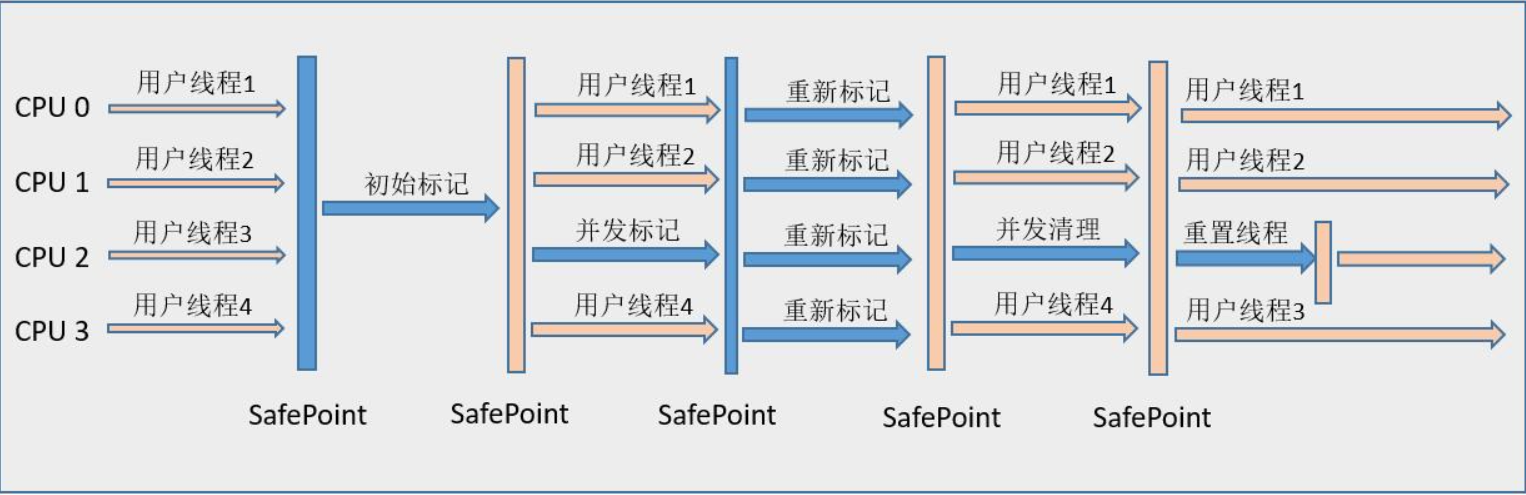 CPU 0 用户线程1 用户线程1 重新标记 用户线程1 用户线程1
CPU 1 用户线程2 初始标记 用户线程2 重新标记 用户线程2 用户线程2
CPU 2 用户线程3 并发标记 重新标记 并发清理 重置线程
CPU 3 用户线程4 用户线程4 重新标记 用户线程4 用户线程3
SafePoint SafePoint SafePoint SafePoint SafePoint